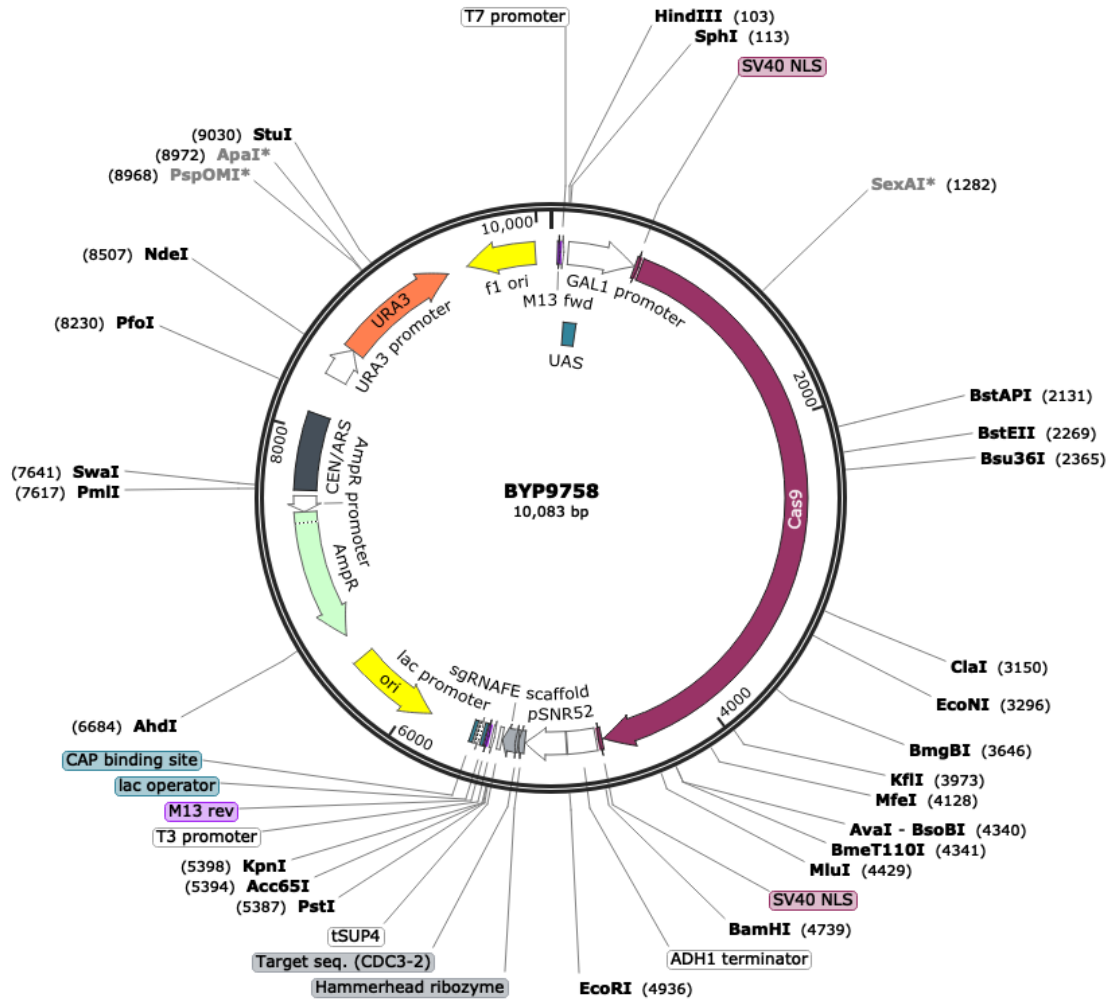 T7 promoter
HindIII (103)
SphI (113)
SV40 NLS
(9030) StuI
(8972) ApaI*
(8968) PspOMI*
SexAI* (1282)
10,000
(8507) NdeI
f1 ori
M13 fwd
GAL1 promoter
URA3
URA3 promoter
(8230) PfoI
UAS
2000
BstAPI (2131)
BstEII (2269)
Bsu36I (2365)
8000
CEN/ARS
AmpR promoter
(7641) SwaI
(7617) PmlI
BYP9758
10,083 bp
Cas9
AmpR
ClaI (3150)
EcoNI (3296)
lac promoter
sgRNAFE scaffold
pSNR52
ori
4000
6000
(6684) AhdI
BmgBI (3646)
CAP binding site
KflI (3973)
lac operator
MfeI (4128)
M13 rev
AvaI - BsoBI (4340)
T3 promoter
BmeT110I (4341)
(5398) KpnI
MluI (4429)
(5394) Acc65I
(5387) PstI
SV40 NLS
BamHI (4739)
tSUP4
Target seq. (CDC3-2)
ADH1 terminator
Hammerhead ribozyme
EcoRI (4936)